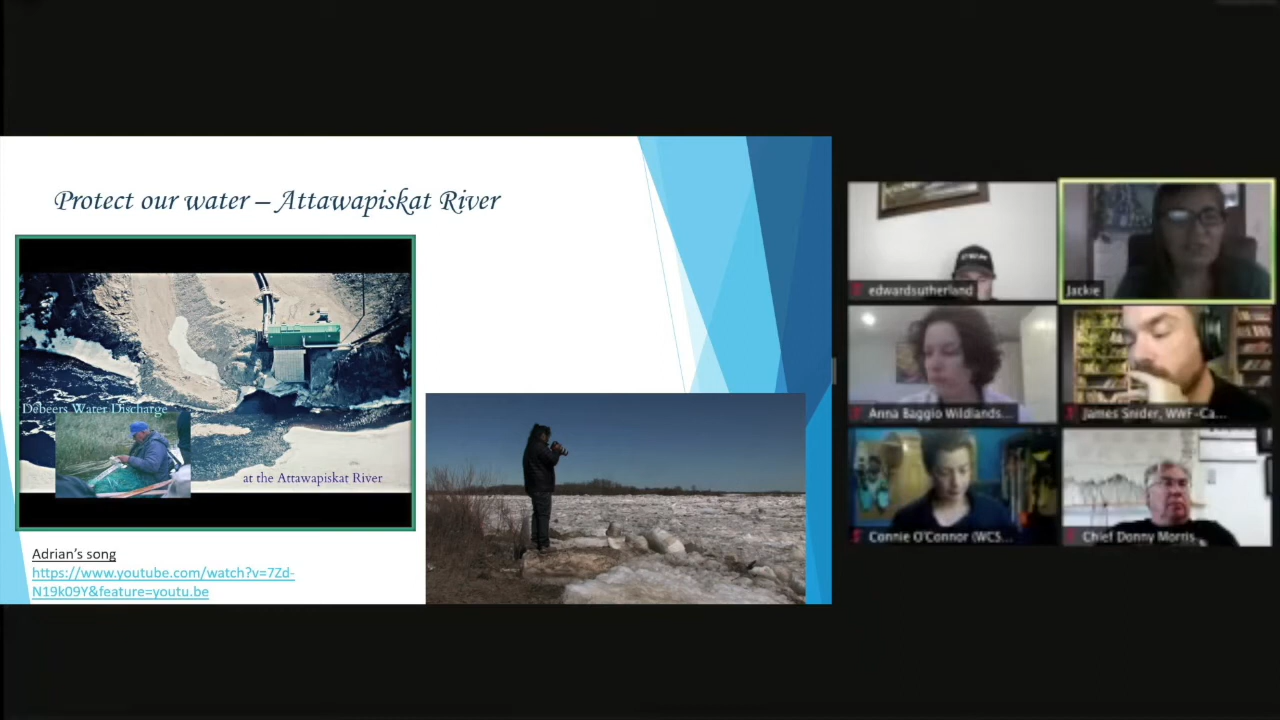 Protect our water – Attawapiskat River
Debeers Water Discharge
at the Attawapiskat River
Adrian's song
https://www.youtube.com/watch?v=7Zd-
N19k09Y&feature=youtu.be
edwardsutherland
Jackie
Anna Baggio Wildlands...
James Snider, WWF-Ca...
Connie O'Connor (WCS...
Chief Donny Morris